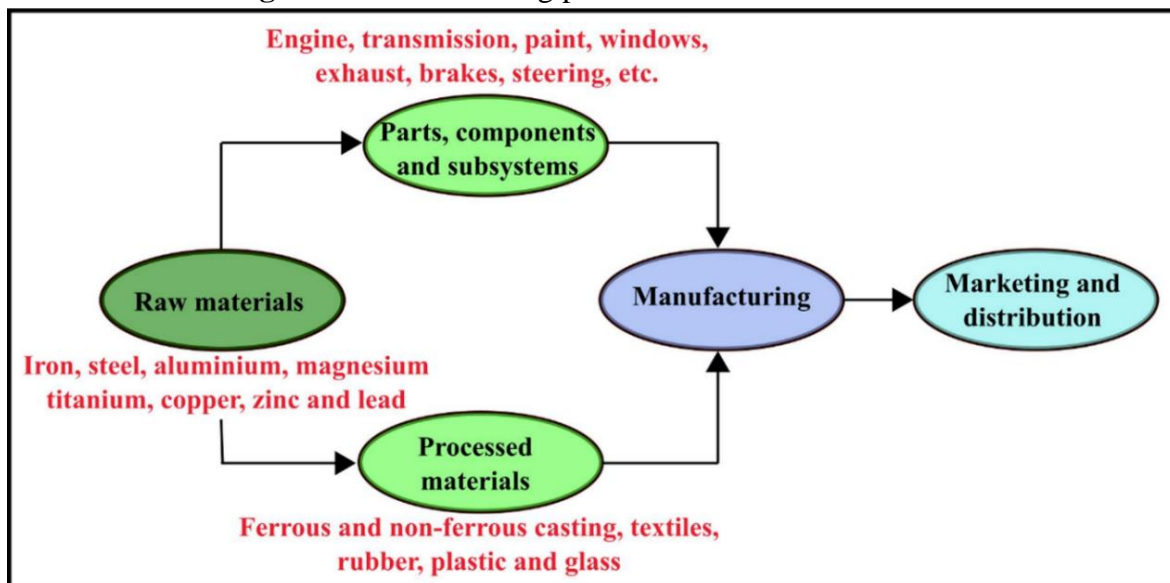 Engine, transmission, paint, windows,
exhaust, brakes, steering, etc.
Parts, components
and subsystems
Raw materials
Iron, steel, aluminium, magnesium
titanium, copper, zinc and lead
Manufacturing
Marketing and
distribution
Processed
materials
Ferrous and non-ferrous casting, textiles,
rubber, plastic and glass